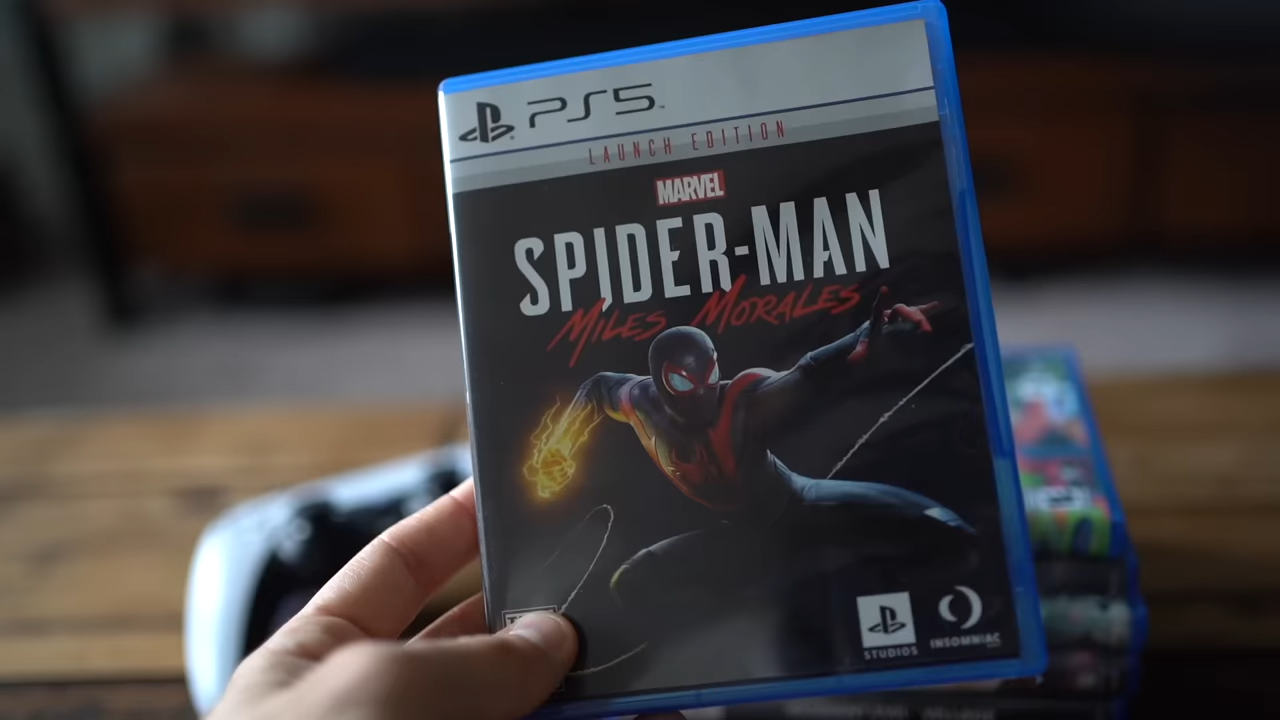 PS5
LAUNCH EDITION
MARVEL
SPIDER-MAN
MILES MORALES
STUDIOS
INSOMNIAC